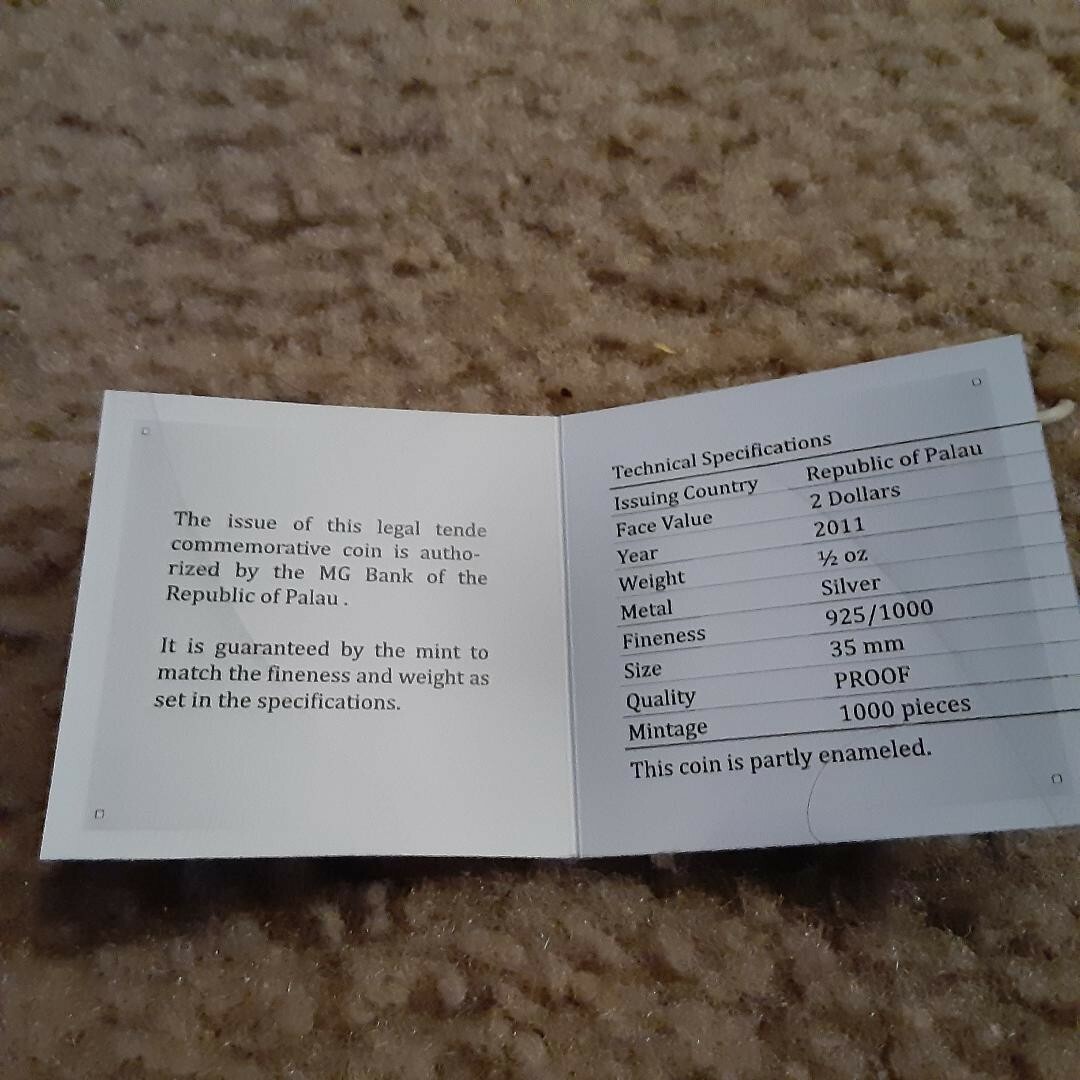 The issue of this legal tende
commemorative coin is autho-
rized by the MG Bank of the
Republic of Palau .
It is guaranteed by the mint to
match the fineness and weight as
set in the specifications.
Technical Specifications
Issuing Country Republic of Palau
Face Value 2 Dollars
Year 2011
Weight ½ oz
Metal Silver
Fineness 925/1000
Size 35 mm
Quality PROOF
Mintage 1000 pieces
This coin is partly enameled.